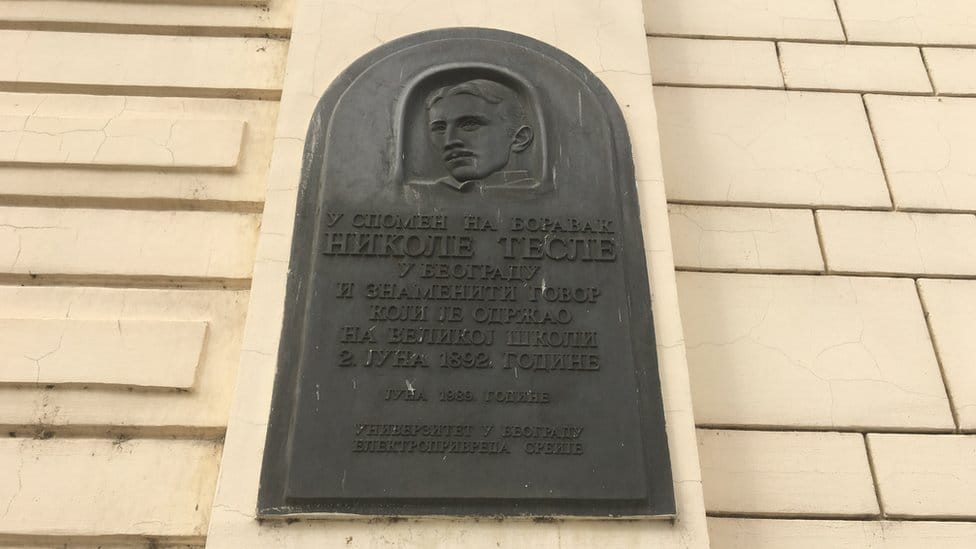 У СПОМЕН НА БОРАВАК
НИКОЛЕ ТЕСЛЕ
У БЕОГРАДУ
И ЗНАМЕНИТИ ГОВОР
КОЈИ ЈЕ ОДРЖАО
НА ВЕЛИКОЈ ШКОЛИ
2. ЈУНА 1892. ГОДИНЕ
ЈУНА 1989. ГОДИНЕ
УНИВЕРЗИТЕТ У БЕОГРАДУ
ЕЛЕКТРОПРИВРЕДА СРБИЈЕ